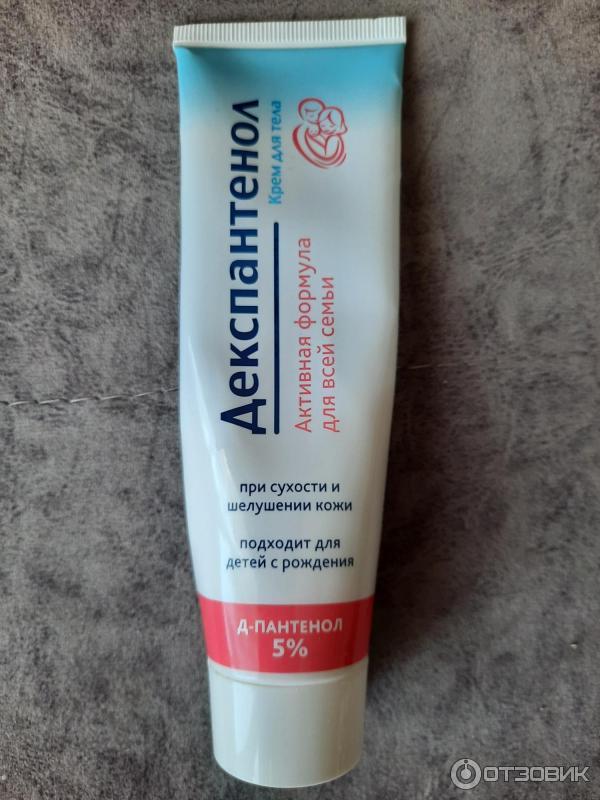 Декспантенол
Крем для тела
Активная формула
для всей семьи
при сухости и
шелушении кожи
подходит для
детей с рождения
Д-ПАНТЕНОЛ
5%
ОТЗОВИК